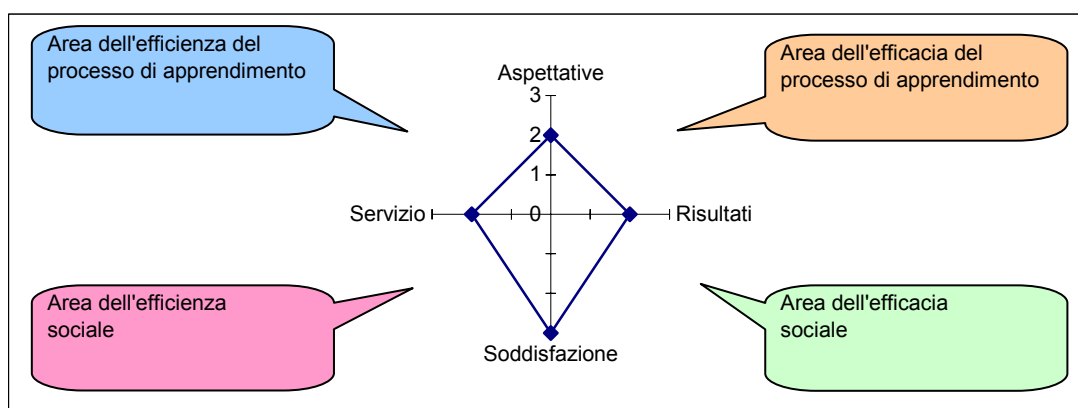 Area dell'efficienza del
processo di apprendimento
Area dell'efficacia del
processo di apprendimento
Aspettative
3
2
1
Servizio
0
Risultati
Area dell'efficienza
sociale
Area dell'efficacia
sociale
Soddisfazione